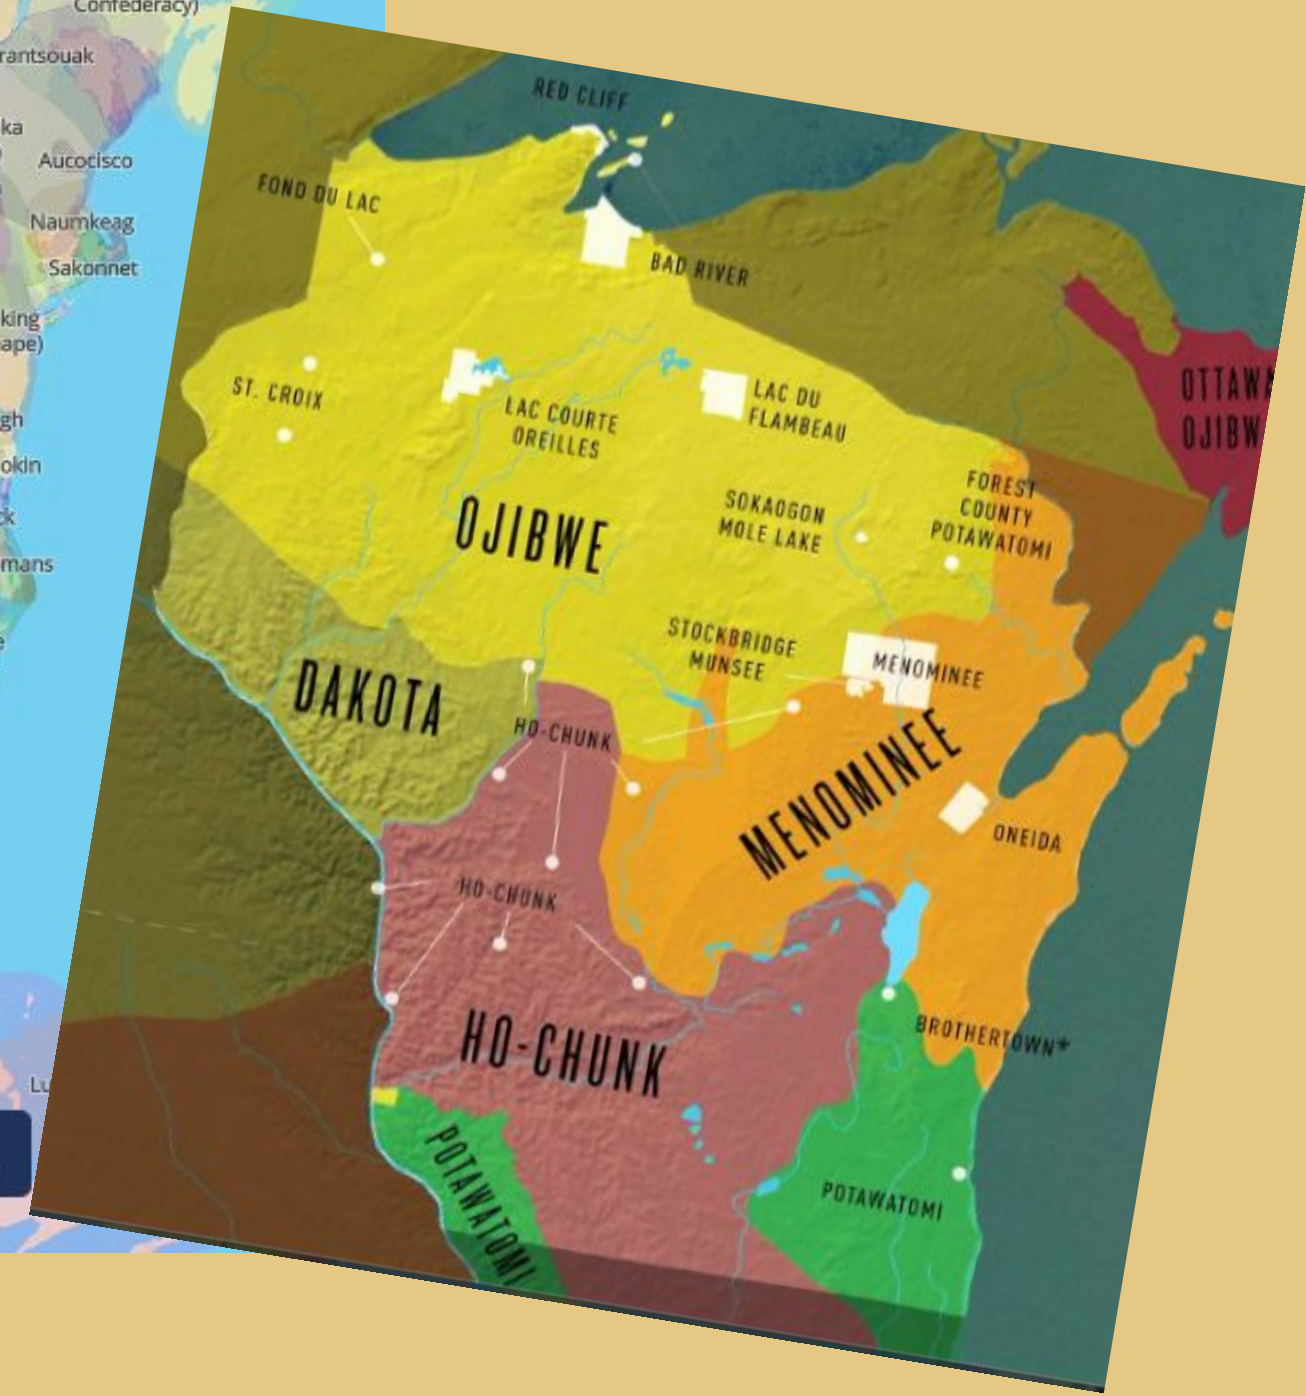 Confederacy)
rantsouak
ka
Aucocisco
Naumkeag
Sakonnet
king
ape)
gh
okin
ck
mans
e
Lu
RED CLIFF
FOND DU LAC
BAD RIVER
ST. CROIX
LAC COURTE
OREILLES
LAC DU
FLAMBEAU
OTTAWA
OJIBW
FOREST
COUNTY
POTAWATOMI
SOKAOGON
MOLE LAKE
OJIBWE
STOCKBRIDGE
MUNSEE
MENOMINEE
DAKOTA
HO-CHUNK
MENOMINEE
ONEIDA
HO-CHUNK
BROTHERTOWN*
HO-CHUNK
POTAWATOMI
POTAWATOMI